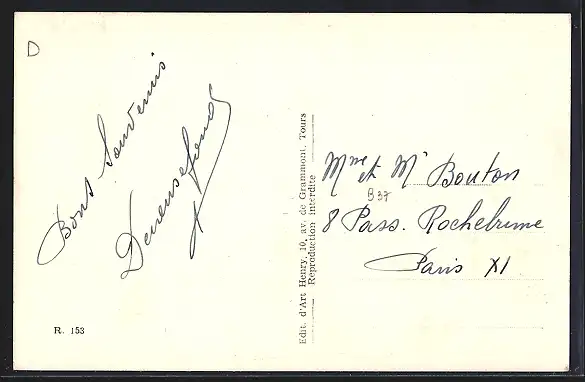 D
Bons Souvenirs
Edit. d'Art Henry, 10, av. de Grammont, Tours
Reproduction interdite
Mme et Mr Bouton
B37
8 Pass. Rochebrune
Paris XI
R. 153